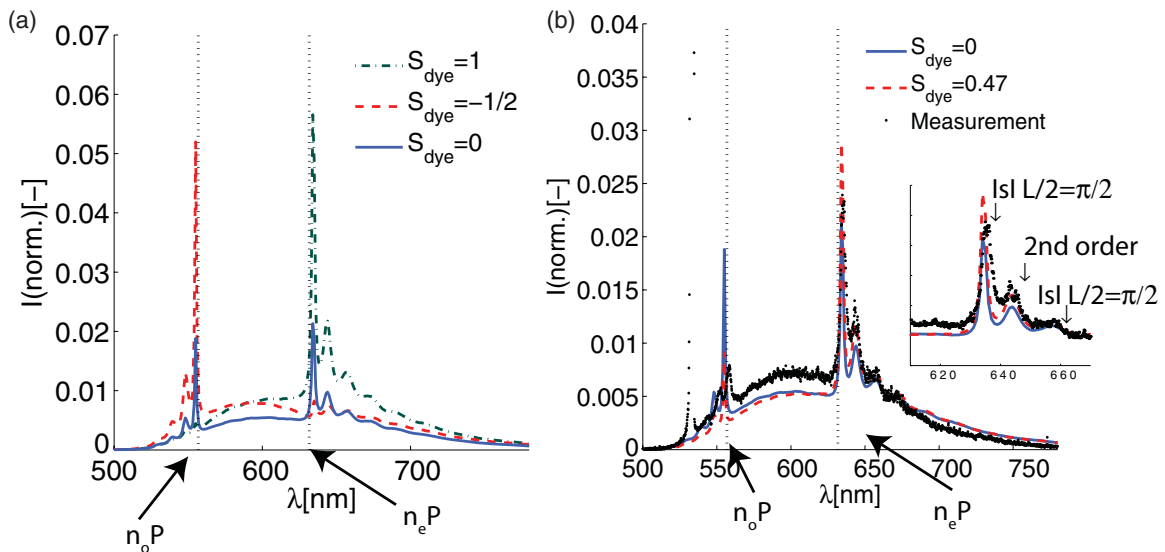 (a)
0.07
0.06
0.05
0.04
0.03
0.02
0.01
0
I(norm.)[−]
500
600
700
λ[nm]
S_dye=1
S_dye=−1/2
S_dye=0
n_oP
n_eP
(b)
0.04
0.035
0.03
0.025
0.02
0.015
0.01
0.005
0
I(norm.)[−]
500
550
600
650
700
750
λ[nm]
S_dye=0
S_dye=0.47
Measurement
IsI L/2=π/2
2nd order
IsI L/2=π/2
620
640
660
n_oP
n_eP